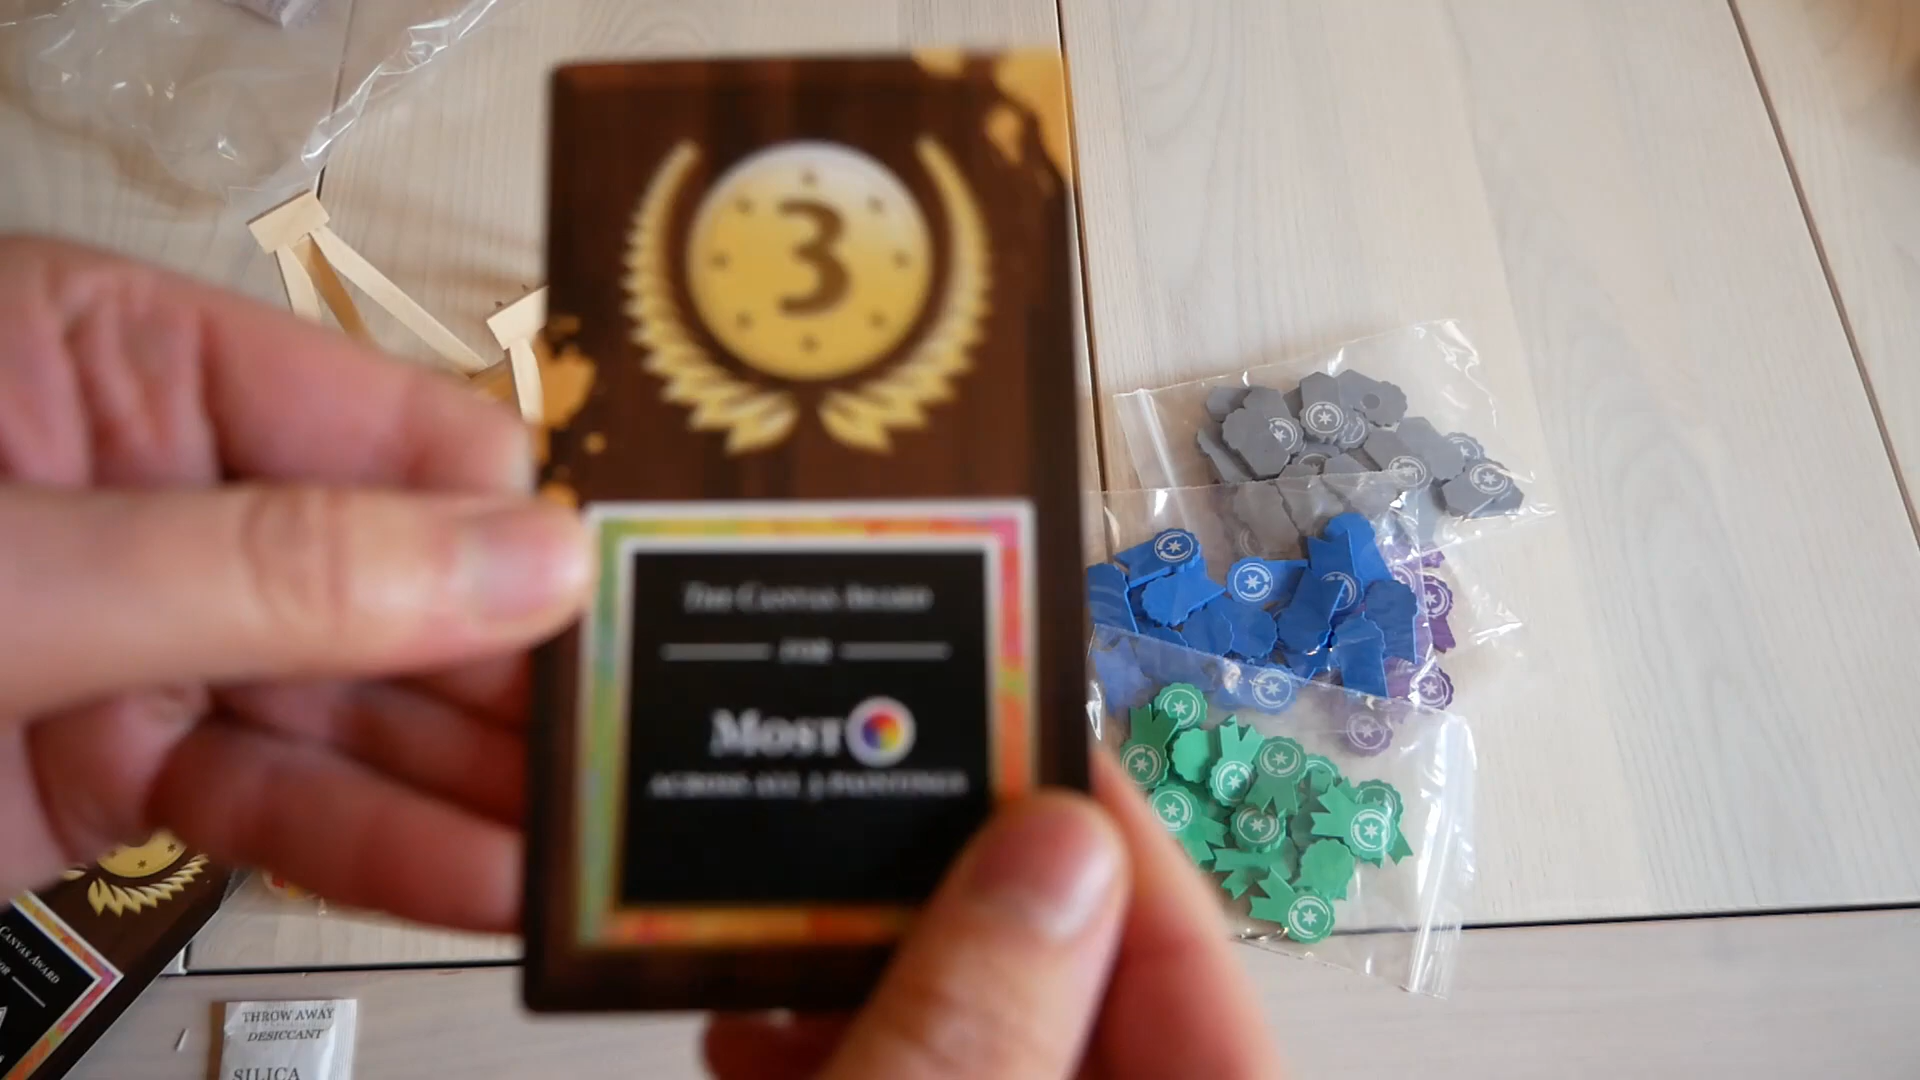 3
The Canvas Award
FOR
MOST
ACROSS ALL 3 PAINTINGS
CANVAS AWARD
THROW AWAY
DESICCANT
SILICA